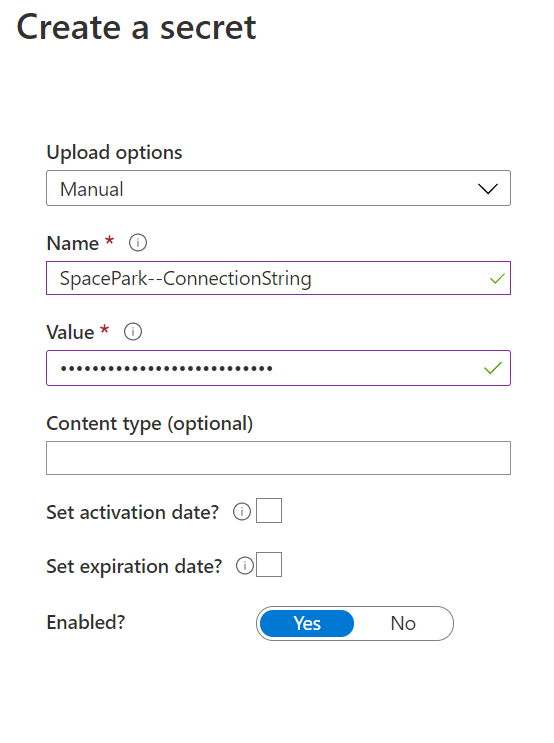 Create a secret
Upload options
Manual
Name *
SpacePark--ConnectionString
Value *
•••••••••••••••••••••••••••
Content type (optional)
Set activation date?
Set expiration date?
Enabled?
Yes No